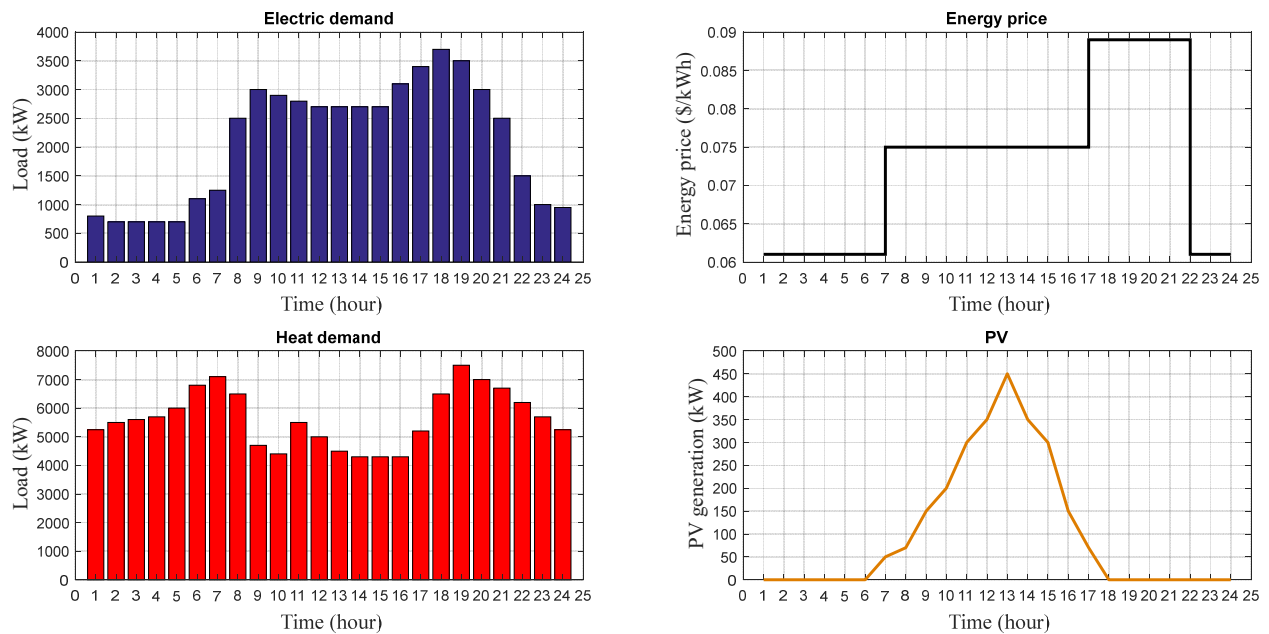 Electric demand
Load (kW)
4000
3500
3000
2500
2000
1500
1000
500
0
0 1 2 3 4 5 6 7 8 9 10 11 12 13 14 15 16 17 18 19 20 21 22 23 24 25
Time (hour)
Energy price
Energy price ($/kWh)
0.09
0.085
0.08
0.075
0.07
0.065
0.06
0 1 2 3 4 5 6 7 8 9 10 11 12 13 14 15 16 17 18 19 20 21 22 23 24 25
Time (hour)
Heat demand
Load (kW)
8000
7000
6000
5000
4000
3000
2000
1000
0
0 1 2 3 4 5 6 7 8 9 10 11 12 13 14 15 16 17 18 19 20 21 22 23 24 25
Time (hour)
PV
PV generation (kW)
500
450
400
350
300
250
200
150
100
50
0
0 1 2 3 4 5 6 7 8 9 10 11 12 13 14 15 16 17 18 19 20 21 22 23 24 25
Time (hour)